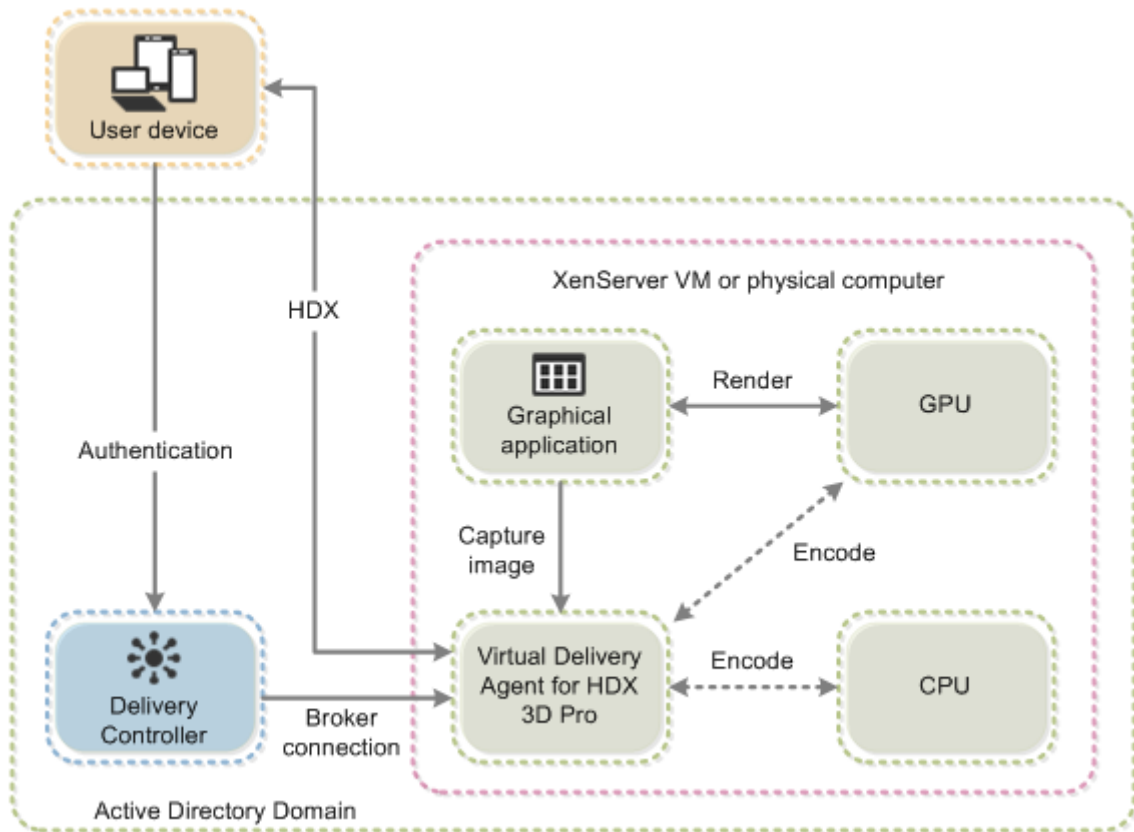 User device
XenServer VM or physical computer
HDX
Render
GPU
Graphical
application
Authentication
Capture
image
Encode
Virtual Delivery
Agent for HDX
3D Pro
Encode
CPU
Delivery
Controller
Broker
connection
Active Directory Domain